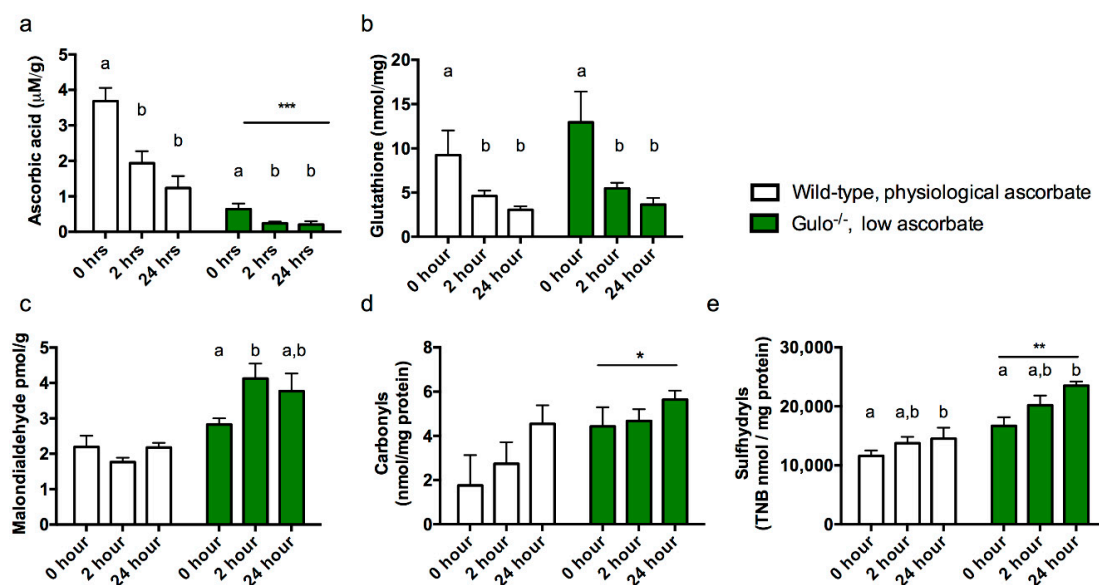 a
Ascorbic acid (μM/g)
5
4
3
2
1
0
a
b
b
***
a
b
b
0 hrs
2 hrs
24 hrs
0 hrs
2 hrs
24 hrs
b
Glutathione (nmol/mg)
20
15
10
5
0
a
b
b
a
b
b
0 hour
2 hour
24 hour
0 hour
2 hour
24 hour
Wild-type, physiological ascorbate
Gulo-/-, low ascorbate
c
Malondialdehyde pmol/g
5
4
3
2
1
0
a
b
a,b
0 hour
2 hour
24 hour
0 hour
2 hour
24 hour
d
Carbonyls
(nmol/mg protein)
8
6
4
2
0
*
0 hour
2 hour
24 hour
0 hour
2 hour
24 hour
e
Sulfhydryls
(TNB nmol / mg protein)
30,000
20,000
10,000
0
a
a,b
b
**
a
a,b
b
0 hour
2 hour
24 hour
0 hour
2 hour
24 hour